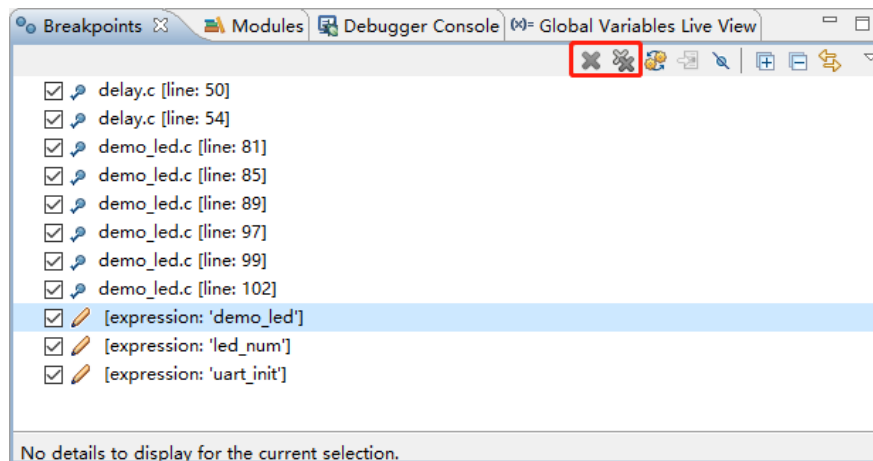 Breakpoints Modules Debugger Console (x)= Global Variables Live View
delay.c [line: 50]
delay.c [line: 54]
demo_led.c [line: 81]
demo_led.c [line: 85]
demo_led.c [line: 89]
demo_led.c [line: 97]
demo_led.c [line: 99]
demo_led.c [line: 102]
[expression: 'demo_led']
[expression: 'led_num']
[expression: 'uart_init']
No details to display for the current selection.